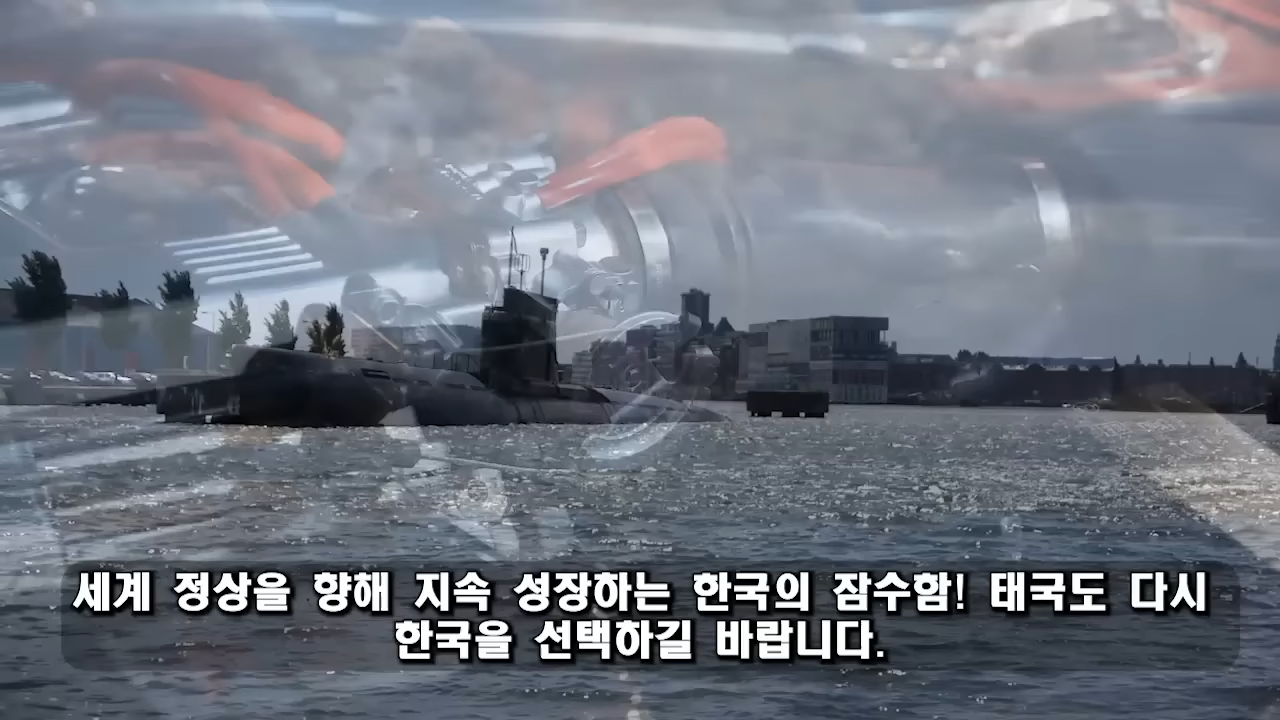 세계 정상을 향해 지속 성장하는 한국의 잠수함! 태국도 다시
한국을 선택하길 바랍니다.